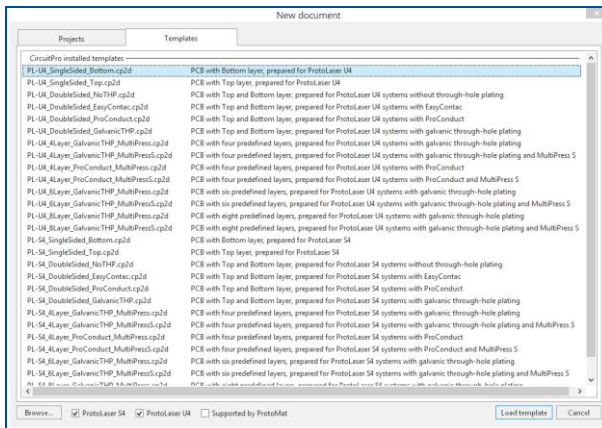 New document
Projects
Templates
CircuitPro installed templates
PL-U4_SingleSided_Bottom.cp2d PCB with Bottom layer, prepared for ProtoLaser U4
PL-U4_SingleSided_Top.cp2d PCB with Top layer, prepared for ProtoLaser U4
PL-U4_DoubleSided_NoTHP.cp2d PCB with Top and Bottom layer, prepared for ProtoLaser U4 systems without through-hole plating
PL-U4_DoubleSided_EasyContac.cp2d PCB with Top and Bottom layer, prepared for ProtoLaser U4 systems with EasyContac
PL-U4_DoubleSided_ProConduct.cp2d PCB with Top and Bottom layer, prepared for ProtoLaser U4 systems with ProConduct
PL-U4_DoubleSided_GalvanicTHP.cp2d PCB with Top and Bottom layer, prepared for ProtoLaser U4 systems with galvanic through-hole plating
PL-U4_4Layer_GalvanicTHP_MultiPress.cp2d PCB with four predefined layers, prepared for ProtoLaser U4 systems with galvanic through-hole plating
PL-U4_4Layer_GalvanicTHP_MultiPressS.cp2d PCB with four predefined layers, prepared for ProtoLaser U4 systems with galvanic through-hole plating and MultiPress S
PL-U4_4Layer_ProConduct_MultiPress.cp2d PCB with four predefined layers, prepared for ProtoLaser U4 systems with ProConduct
PL-U4_4Layer_ProConduct_MultiPressS.cp2d PCB with four predefined layers, prepared for ProtoLaser U4 systems with ProConduct and MultiPress S
PL-U4_6Layer_GalvanicTHP_MultiPress.cp2d PCB with six predefined layers, prepared for ProtoLaser U4 systems with galvanic through-hole plating
PL-U4_6Layer_GalvanicTHP_MultiPressS.cp2d PCB with six predefined layers, prepared for ProtoLaser U4 systems with galvanic through-hole plating and MultiPress S
PL-U4_8Layer_GalvanicTHP_MultiPress.cp2d PCB with eight predefined layers, prepared for ProtoLaser U4 systems with galvanic through-hole plating
PL-U4_8Layer_GalvanicTHP_MultiPressS.cp2d PCB with eight predefined layers, prepared for ProtoLaser U4 systems with galvanic through-hole plating and MultiPress S
PL-S4_SingleSided_Bottom.cp2d PCB with Bottom layer, prepared for ProtoLaser S4
PL-S4_SingleSided_Top.cp2d PCB with Top layer, prepared for ProtoLaser S4
PL-S4_DoubleSided_NoTHP.cp2d PCB with Top and Bottom layer, prepared for ProtoLaser S4 systems without through-hole plating
PL-S4_DoubleSided_EasyContac.cp2d PCB with Top and Bottom layer, prepared for ProtoLaser S4 systems with EasyContac
PL-S4_DoubleSided_ProConduct.cp2d PCB with Top and Bottom layer, prepared for ProtoLaser S4 systems with ProConduct
PL-S4_DoubleSided_GalvanicTHP.cp2d PCB with Top and Bottom layer, prepared for ProtoLaser S4 systems with galvanic through-hole plating
PL-S4_4Layer_GalvanicTHP_MultiPress.cp2d PCB with four predefined layers, prepared for ProtoLaser S4 systems with galvanic through-hole plating
PL-S4_4Layer_GalvanicTHP_MultiPressS.cp2d PCB with four predefined layers, prepared for ProtoLaser S4 systems with galvanic through-hole plating and MultiPress S
PL-S4_4Layer_ProConduct_MultiPress.cp2d PCB with four predefined layers, prepared for ProtoLaser S4 systems with ProConduct
PL-S4_4Layer_ProConduct_MultiPressS.cp2d PCB with four predefined layers, prepared for ProtoLaser S4 systems with ProConduct and MultiPress S
PL-S4_6Layer_GalvanicTHP_MultiPress.cp2d PCB with six predefined layers, prepared for ProtoLaser S4 systems with galvanic through-hole plating
PL-S4_6Layer_GalvanicTHP_MultiPressS.cp2d PCB with six predefined layers, prepared for ProtoLaser S4 systems with galvanic through-hole plating and MultiPress S
PL-S4_8Layer_GalvanicTHP_MultiPress.cp2d PCB with eight predefined layers, prepared for ProtoLaser S4 systems with galvanic through-hole plating
Browse... ProtoLaser S4 ProtoLaser U4 Supported by ProtoMat Load template Cancel